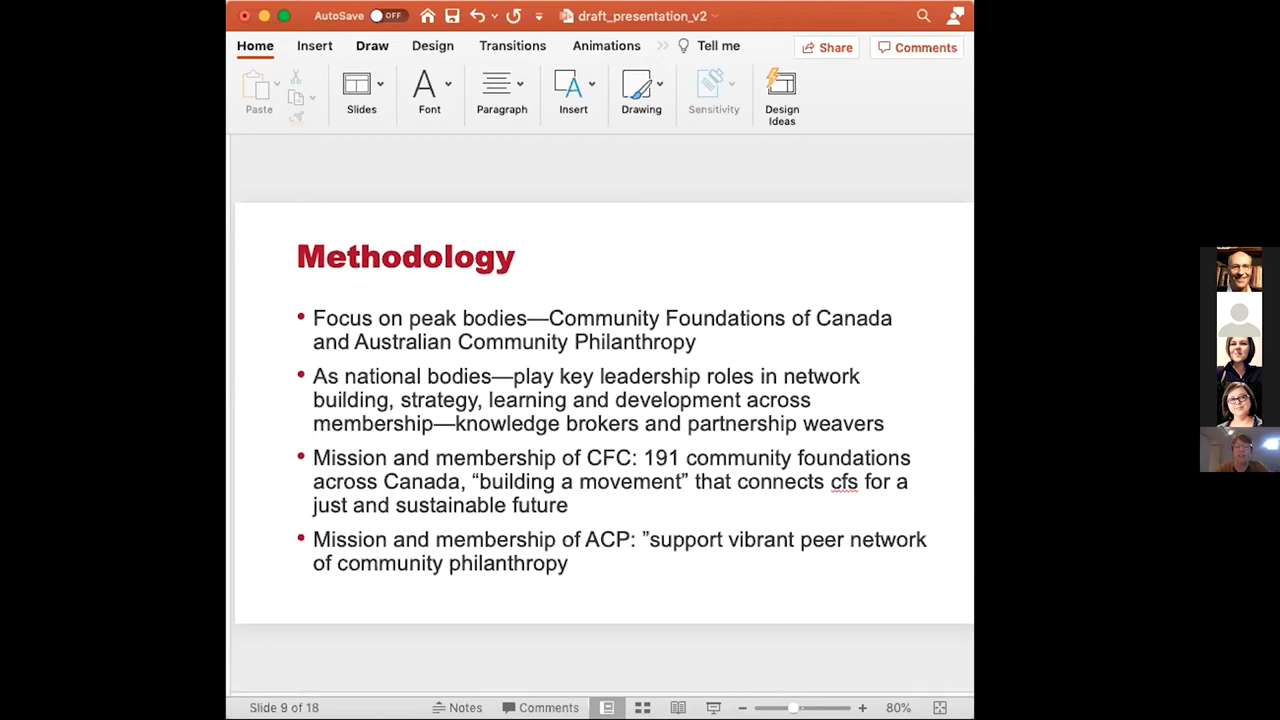 AutoSave OFF draft_presentation_v2
Home Insert Draw Design Transitions Animations Tell me Share Comments
Paste Slides Font Paragraph Insert Drawing Sensitivity Design
Ideas
Methodology
• Focus on peak bodies—Community Foundations of Canada
and Australian Community Philanthropy
• As national bodies—play key leadership roles in network
building, strategy, learning and development across
membership—knowledge brokers and partnership weavers
• Mission and membership of CFC: 191 community foundations
across Canada, “building a movement” that connects cfs for a
just and sustainable future
• Mission and membership of ACP: ”support vibrant peer network
of community philanthropy
Slide 9 of 18 Notes Comments 80%